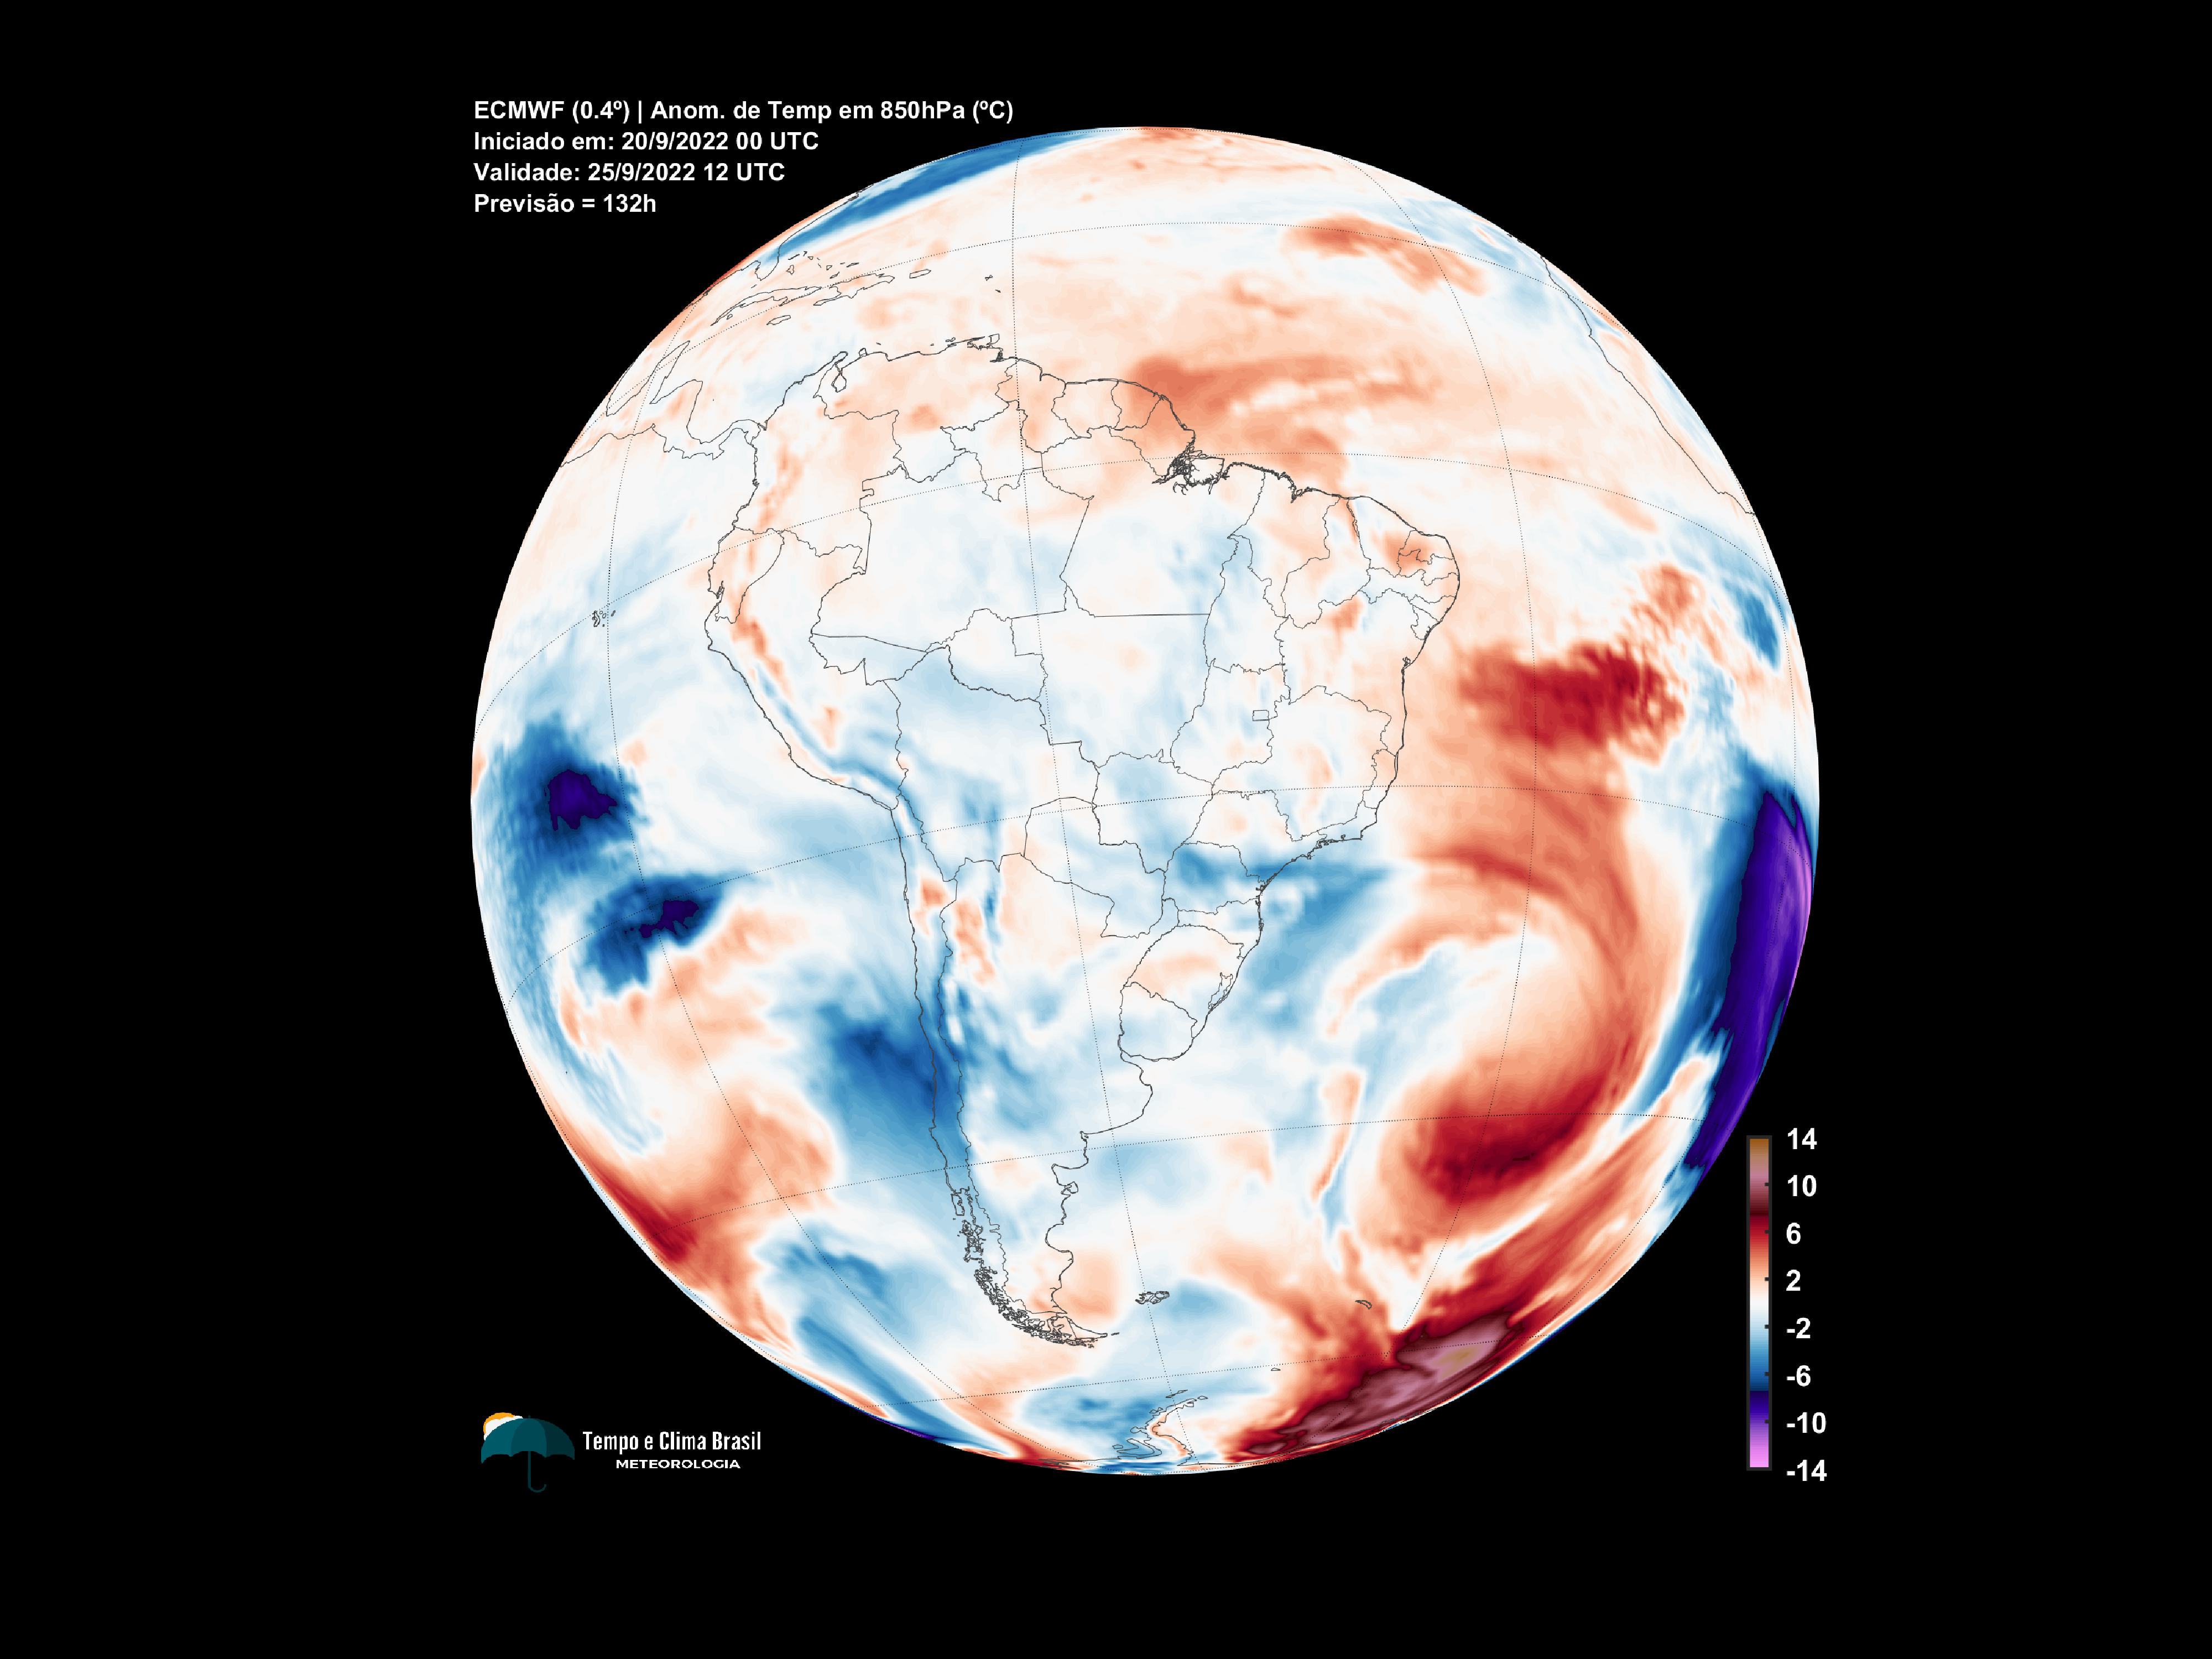 ECMWF (0.4º) | Anom. de Temp em 850hPa (ºC)
Iniciado em: 20/9/2022 00 UTC
Validade: 25/9/2022 12 UTC
Previsão = 132h
14
10
6
2
-2
-6
-10
-14
Tempo e Clima Brasil
METEOROLOGIA